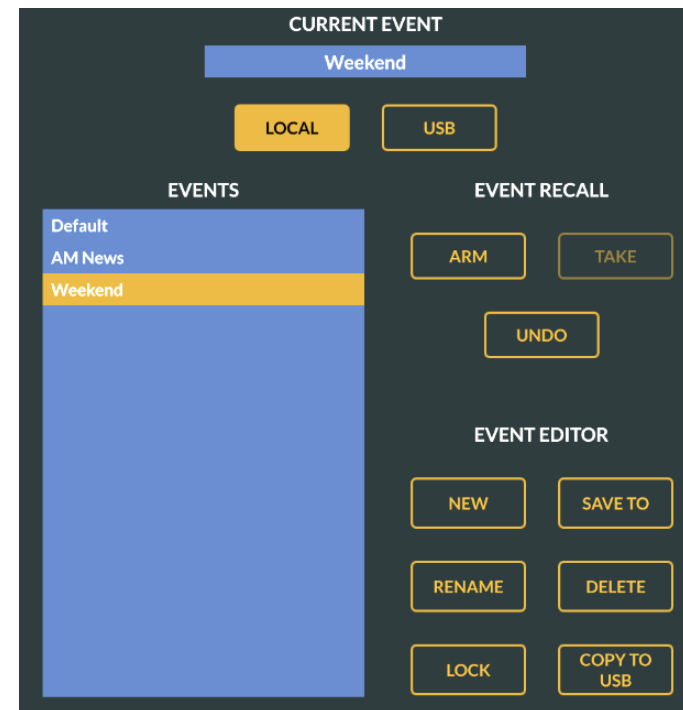 CURRENT EVENT
Weekend
LOCAL
USB
EVENTS
Default
AM News
Weekend
EVENT RECALL
ARM
TAKE
UNDO
EVENT EDITOR
NEW
SAVE TO
RENAME
DELETE
LOCK
COPY TO
USB